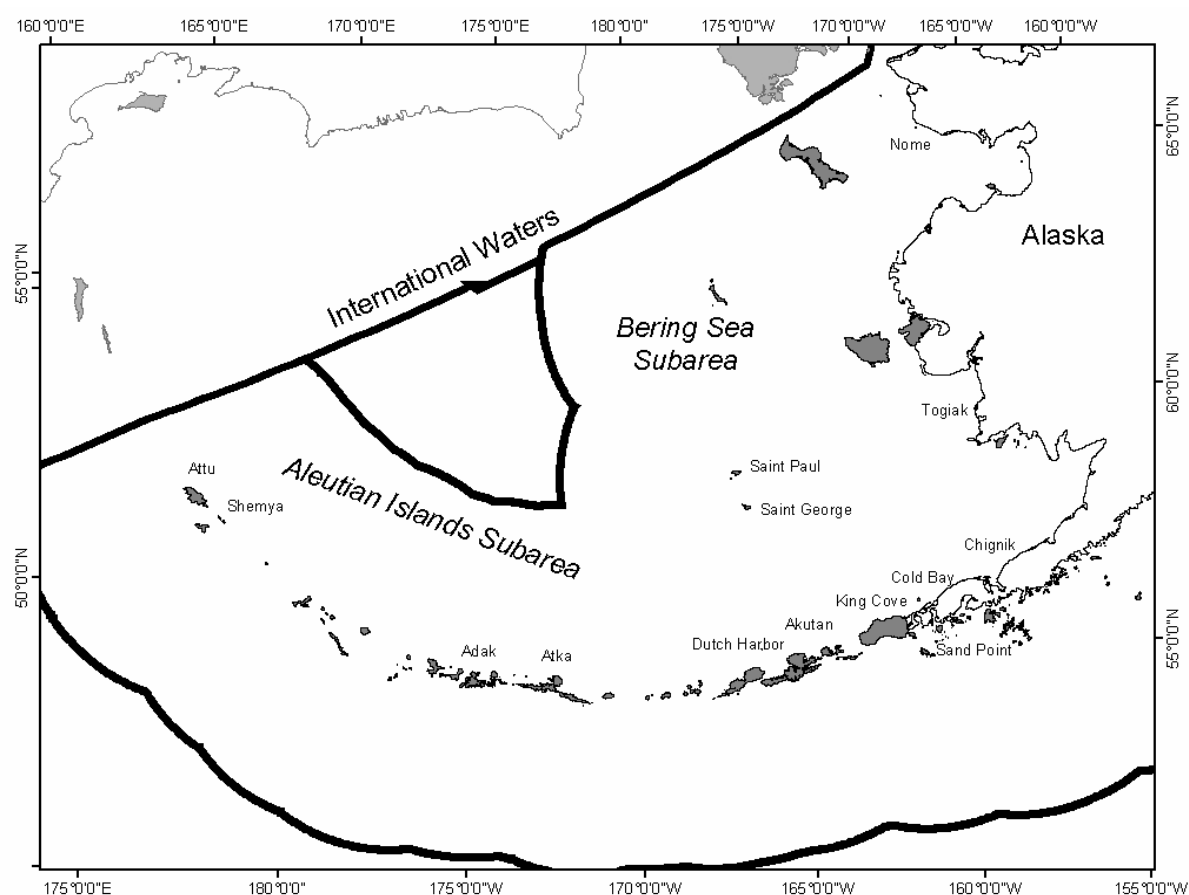 160°0'0"E 165°0'0"E 170°0'0"E 175°0'0"E 180°0'0" 175°0'0"W 170°0'0"W 165°0'0"W 160°0'0"W
65°0'0"N
Nome
Alaska
International Waters
55°0'0"N
Bering Sea
Subarea
60°0'0"N
Togiak
Attu
Saint Paul
Shemya
Saint George
Aleutian Islands Subarea
Chignik
50°0'0"N
Cold Bay
King Cove
Akutan
55°0'0"N
Dutch Harbor
Sand Point
Adak
Atka
175°0'0"E 180°0'0" 175°0'0"W 170°0'0"W 165°0'0"W 160°0'0"W 155°0'0"W